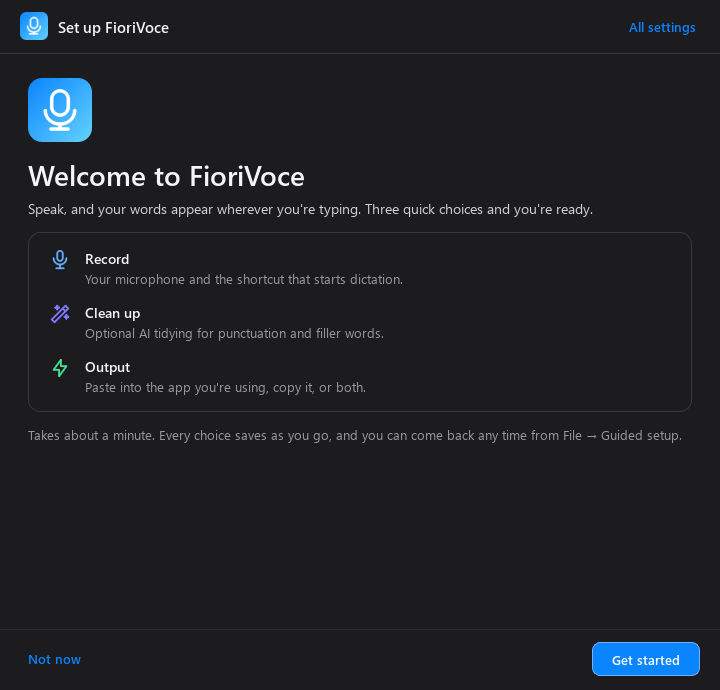 Set up FioriVoce
All settings
Welcome to FioriVoce
Speak, and your words appear wherever you're typing. Three quick choices and you're ready.
Record
Your microphone and the shortcut that starts dictation.
Clean up
Optional AI tidying for punctuation and filler words.
Output
Paste into the app you're using, copy it, or both.
Takes about a minute. Every choice saves as you go, and you can come back any time from File → Guided setup.
Not now
Get started